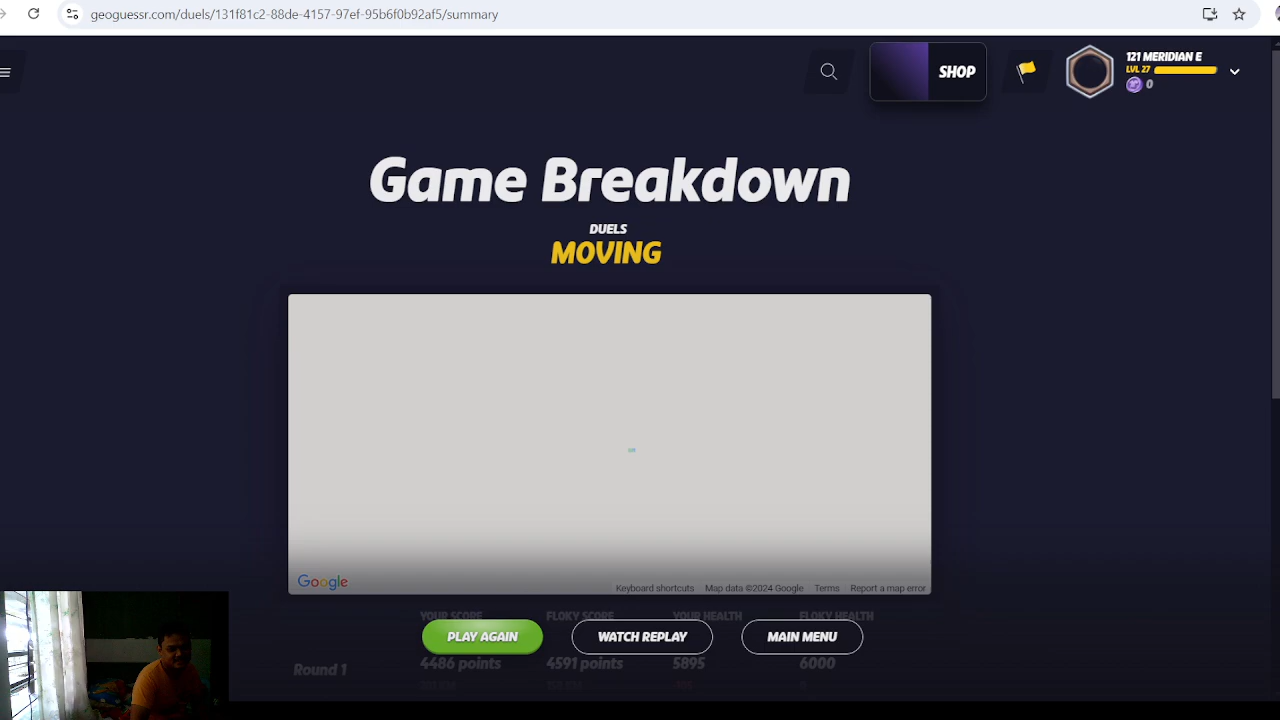 geoguessr.com/duels/131f81c2-88de-4157-97ef-95b6f0b92af5/summary
SHOP
121 MERIDIAN E
LVL 27
0
Game Breakdown
DUELS
MOVING
Google
Keyboard shortcuts Map data ©2024 Google Terms Report a map error
YOUR SCORE FLOKY SCORE YOUR HEALTH FLOKY HEALTH
PLAY AGAIN WATCH REPLAY MAIN MENU
Round 1 4486 points 4591 points 5895 6000